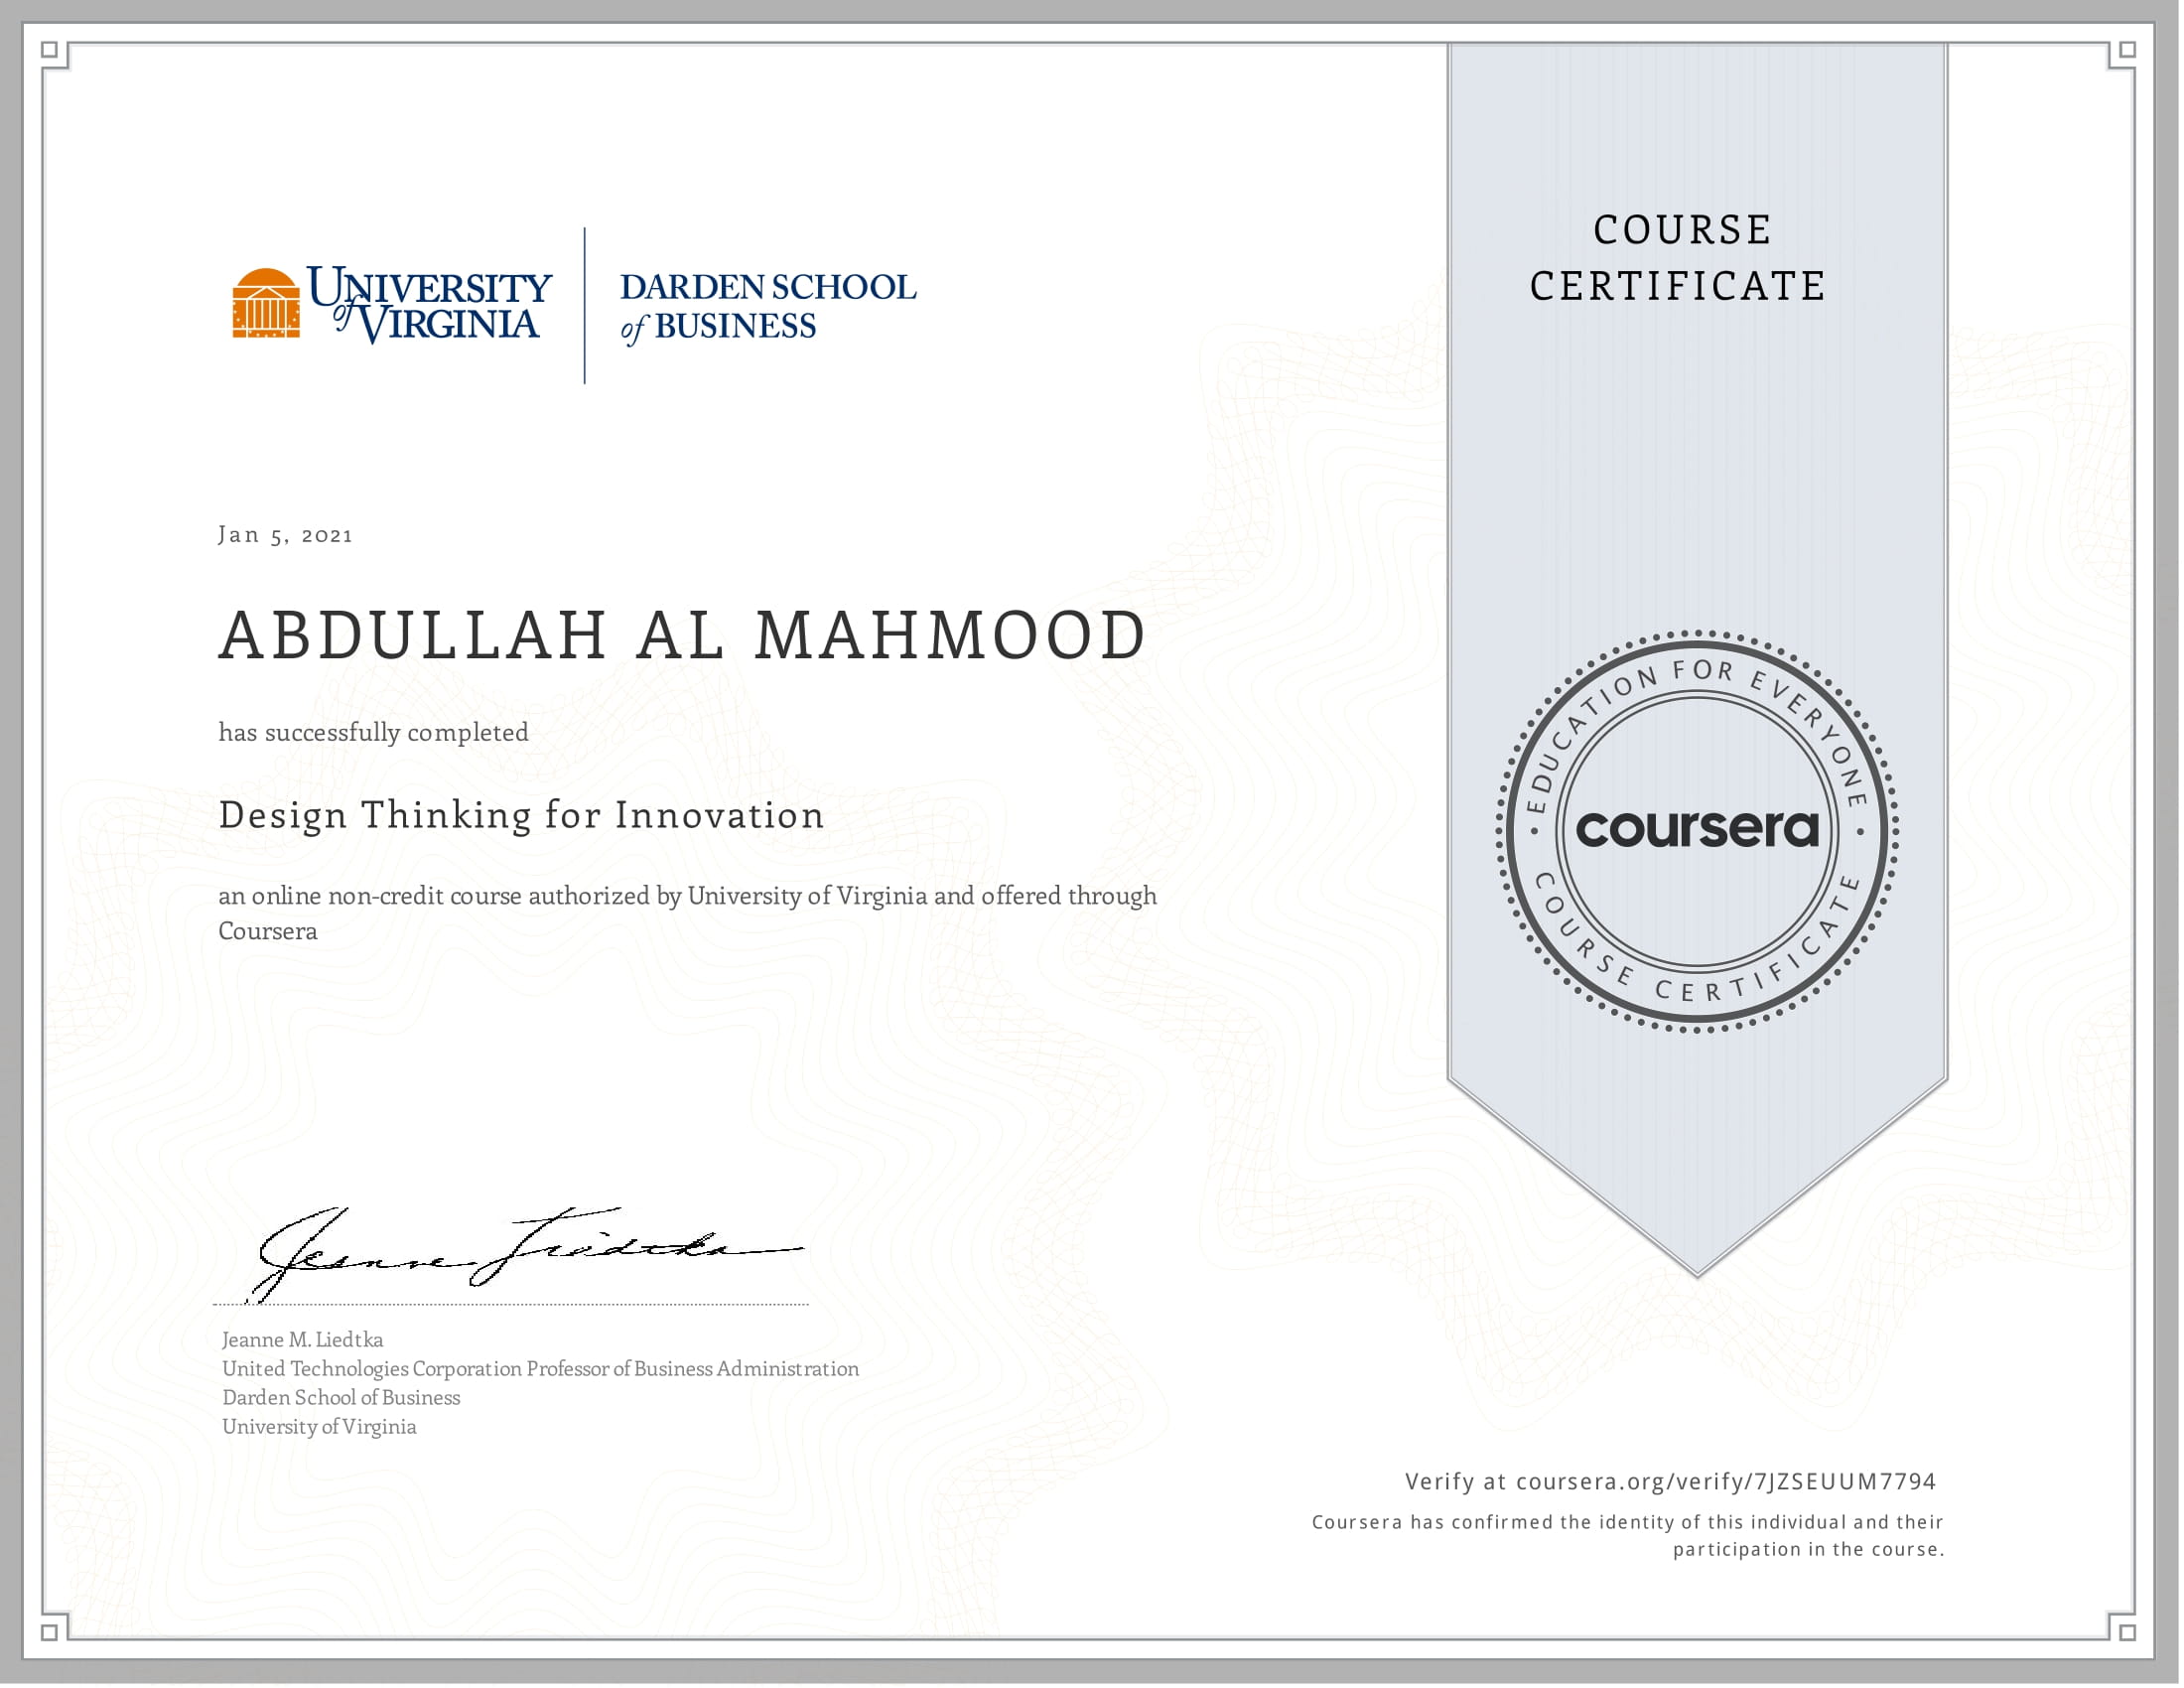 UNIVERSITY
of VIRGINIA
DARDEN SCHOOL
of BUSINESS
COURSE
CERTIFICATE
Jan 5, 2021
ABDULLAH AL MAHMOOD
has successfully completed
Design Thinking for Innovation
an online non-credit course authorized by University of Virginia and offered through
Coursera
EDUCATION FOR EVERYONE
coursera
COURSE CERTIFICATE
Jeanne Liedtka
Jeanne M. Liedtka
United Technologies Corporation Professor of Business Administration
Darden School of Business
University of Virginia
Verify at coursera.org/verify/7JZSEUUM7794
Coursera has confirmed the identity of this individual and their
participation in the course.